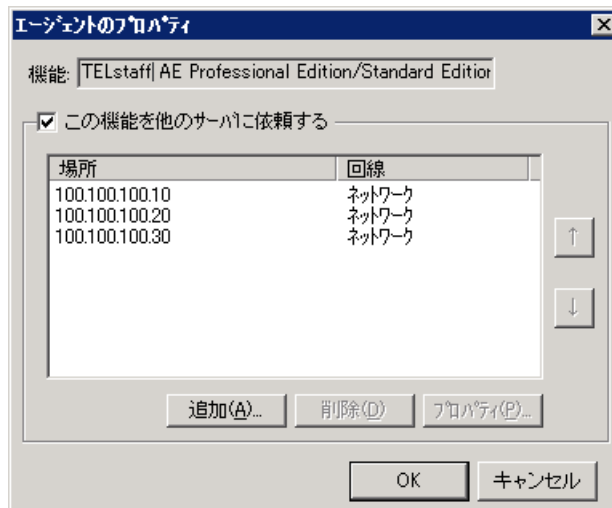 エージェントのプロパティ
機能: TELstaff AE Professional Edition/Standard Edition
この機能を他のサーバに依頼する
場所 回線
100.100.100.10 ネットワーク
100.100.100.20 ネットワーク
100.100.100.30 ネットワーク
↑
↓
追加(A)... 削除(D) プロパティ(P)...
OK キャンセル